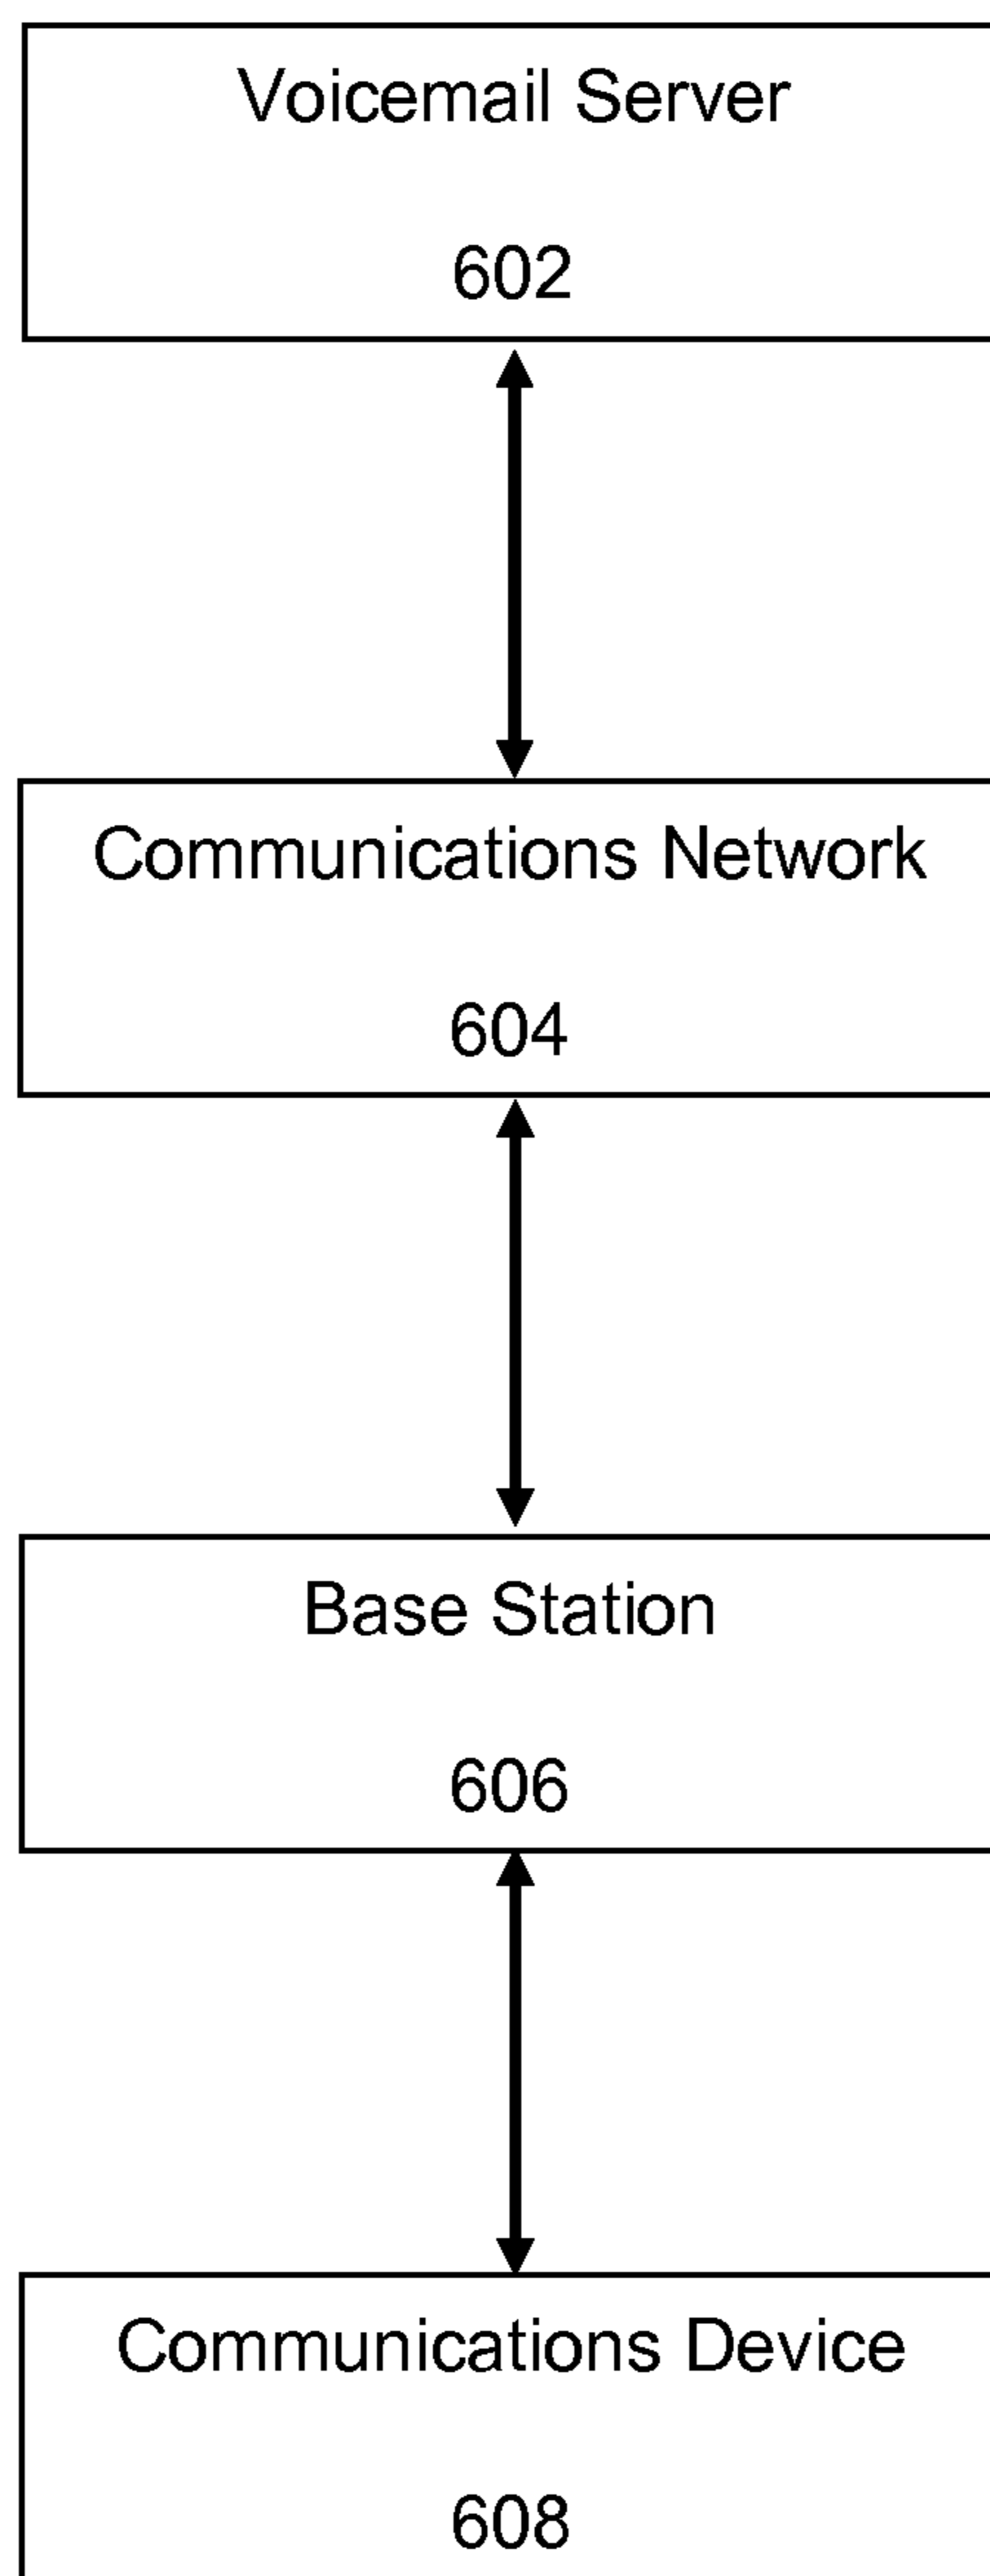 Voicemail Server
602
Communications Network
604
Base Station
606
Communications Device
608